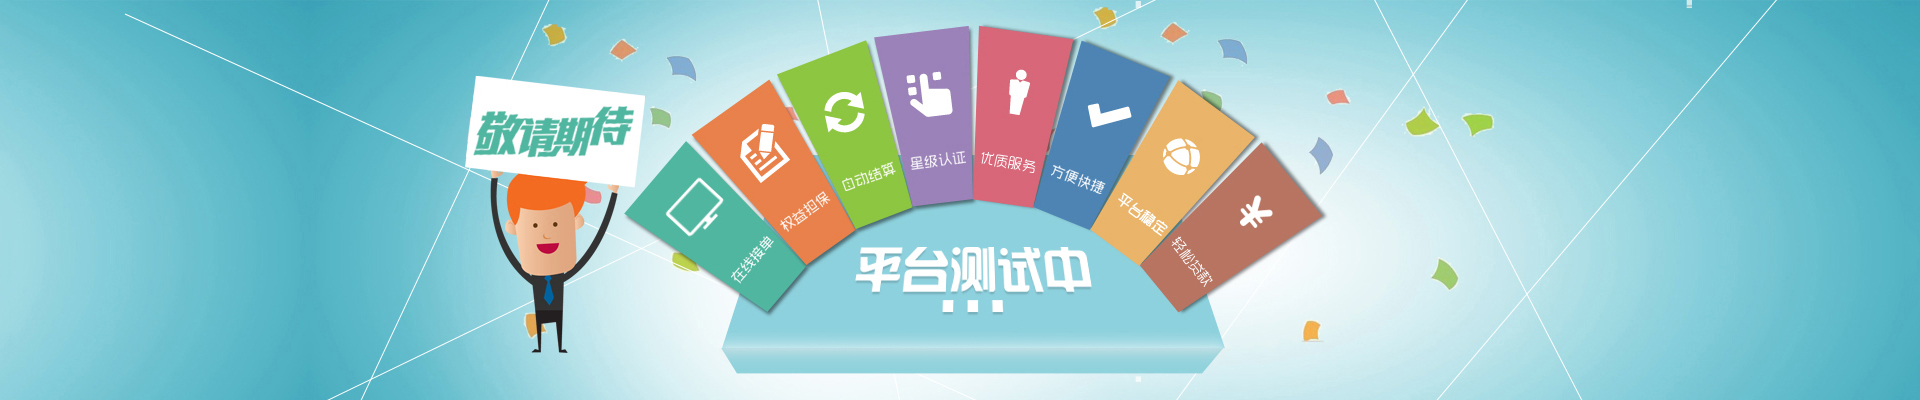 敬请期待
在线接单
权益担保
自动结算
星级认证
优质服务
方便快捷
平台稳定
轻松贷款
平台测试中
...